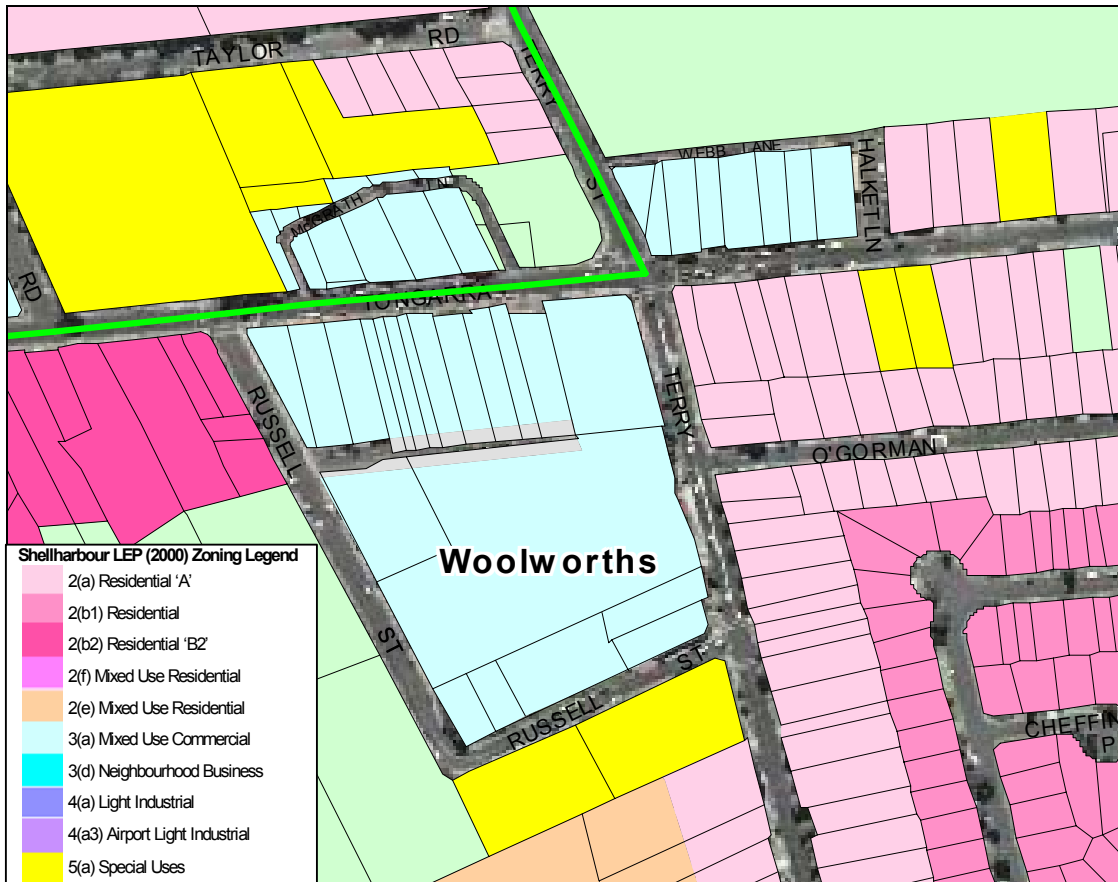 TAYLOR RD
TERRY ST
WEBB LANE
HALKET LN
McGRATH LN
RD
TONGARRA
RUSSELL ST
TERRY
O'GORMAN
Woolworths
RUSSELL ST
CHEFFIN
P
Shellharbour LEP (2000) Zoning Legend
2(a) Residential ‘A’
2(b1) Residential
2(b2) Residential ‘B2’
2(f) Mixed Use Residential
2(e) Mixed Use Residential
3(a) Mixed Use Commercial
3(d) Neighbourhood Business
4(a) Light Industrial
4(a3) Airport Light Industrial
5(a) Special Uses